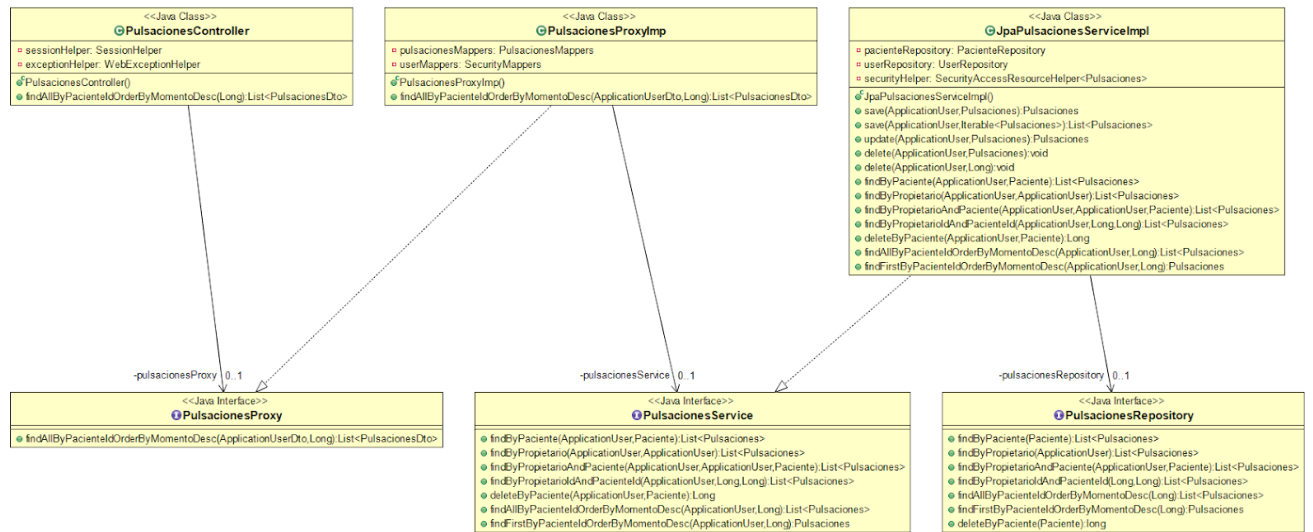 <<Java Class>>
PulsacionesController
sessionHelper: SessionHelper
exceptionHelper: WebExceptionHelper
PulsacionesController()
findAllByPacienteIdOrderByMomentoDesc(Long):List<PulsacionesDto>
<<Java Class>>
PulsacionesProxyImp
pulsacionesMappers: PulsacionesMappers
userMappers: SecurityMappers
PulsacionesProxyImp()
findAllByPacienteIdOrderByMomentoDesc(ApplicationUserDto,Long):List<PulsacionesDto>
<<Java Class>>
JpaPulsacionesServiceImpl
pacienteRepository: PacienteRepository
userRepository: UserRepository
securityHelper: SecurityAccessResourceHelper<Pulsaciones>
JpaPulsacionesServiceImpl()
save(ApplicationUser,Pulsaciones):Pulsaciones
save(ApplicationUser,Iterable<Pulsaciones>):List<Pulsaciones>
update(ApplicationUser,Pulsaciones):Pulsaciones
delete(ApplicationUser,Pulsaciones):void
delete(ApplicationUser,Long):void
findByPaciente(ApplicationUser,Paciente):List<Pulsaciones>
findByPropietario(ApplicationUser,ApplicationUser):List<Pulsaciones>
findByPropietarioAndPaciente(ApplicationUser,ApplicationUser,Paciente):List<Pulsaciones>
findByPropietarioIdAndPacienteId(ApplicationUser,Long,Long):List<Pulsaciones>
deleteByPaciente(ApplicationUser,Paciente):Long
findAllByPacienteIdOrderByMomentoDesc(ApplicationUser,Long):List<Pulsaciones>
findFirstByPacienteIdOrderByMomentoDesc(ApplicationUser,Long):Pulsaciones
-pulsacionesProxy 0..1
-pulsacionesService 0..1
-pulsacionesRepository 0..1
<<Java Interface>>
PulsacionesProxy
findAllByPacienteIdOrderByMomentoDesc(ApplicationUserDto,Long):List<PulsacionesDto>
<<Java Interface>>
PulsacionesService
findByPaciente(ApplicationUser,Paciente):List<Pulsaciones>
findByPropietario(ApplicationUser,ApplicationUser):List<Pulsaciones>
findByPropietarioAndPaciente(ApplicationUser,ApplicationUser,Paciente):List<Pulsaciones>
findByPropietarioIdAndPacienteId(ApplicationUser,Long,Long):List<Pulsaciones>
deleteByPaciente(ApplicationUser,Paciente):Long
findAllByPacienteIdOrderByMomentoDesc(ApplicationUser,Long):List<Pulsaciones>
findFirstByPacienteIdOrderByMomentoDesc(ApplicationUser,Long):Pulsaciones
<<Java Interface>>
PulsacionesRepository
findByPaciente(Paciente):List<Pulsaciones>
findByPropietario(ApplicationUser):List<Pulsaciones>
findByPropietarioAndPaciente(ApplicationUser,Paciente):List<Pulsaciones>
findByPropietarioIdAndPacienteId(Long,Long):List<Pulsaciones>
findAllByPacienteIdOrderByMomentoDesc(Long):List<Pulsaciones>
findFirstByPacienteIdOrderByMomentoDesc(Long):Pulsaciones
deleteByPaciente(Paciente):long